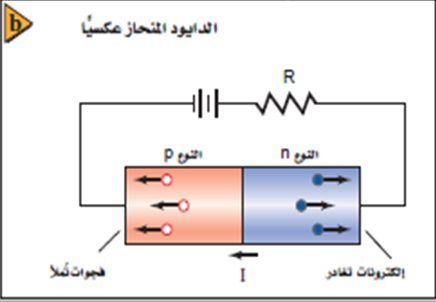 b
الدايود المنحاز عكسيًّا
R
النوع p
النوع n
فجوات تُملأ
I
إلكترونات تغادر